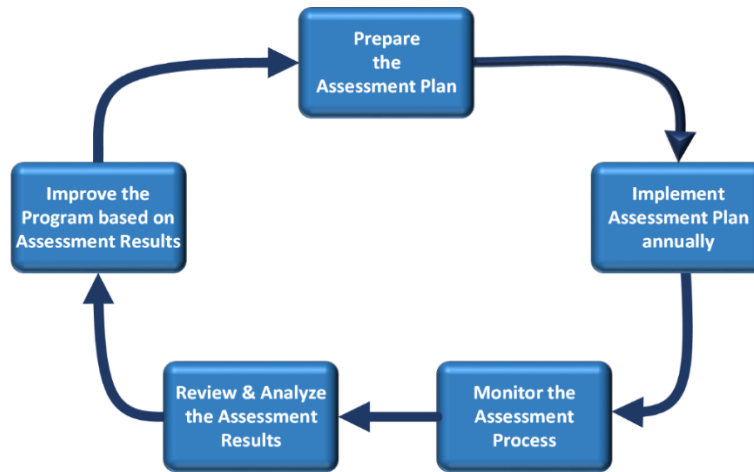 Prepare
the
Assessment Plan
Implement
Assessment Plan
annually
Monitor the
Assessment
Process
Review & Analyze
the Assessment
Results
Improve the
Program based on
Assessment Results